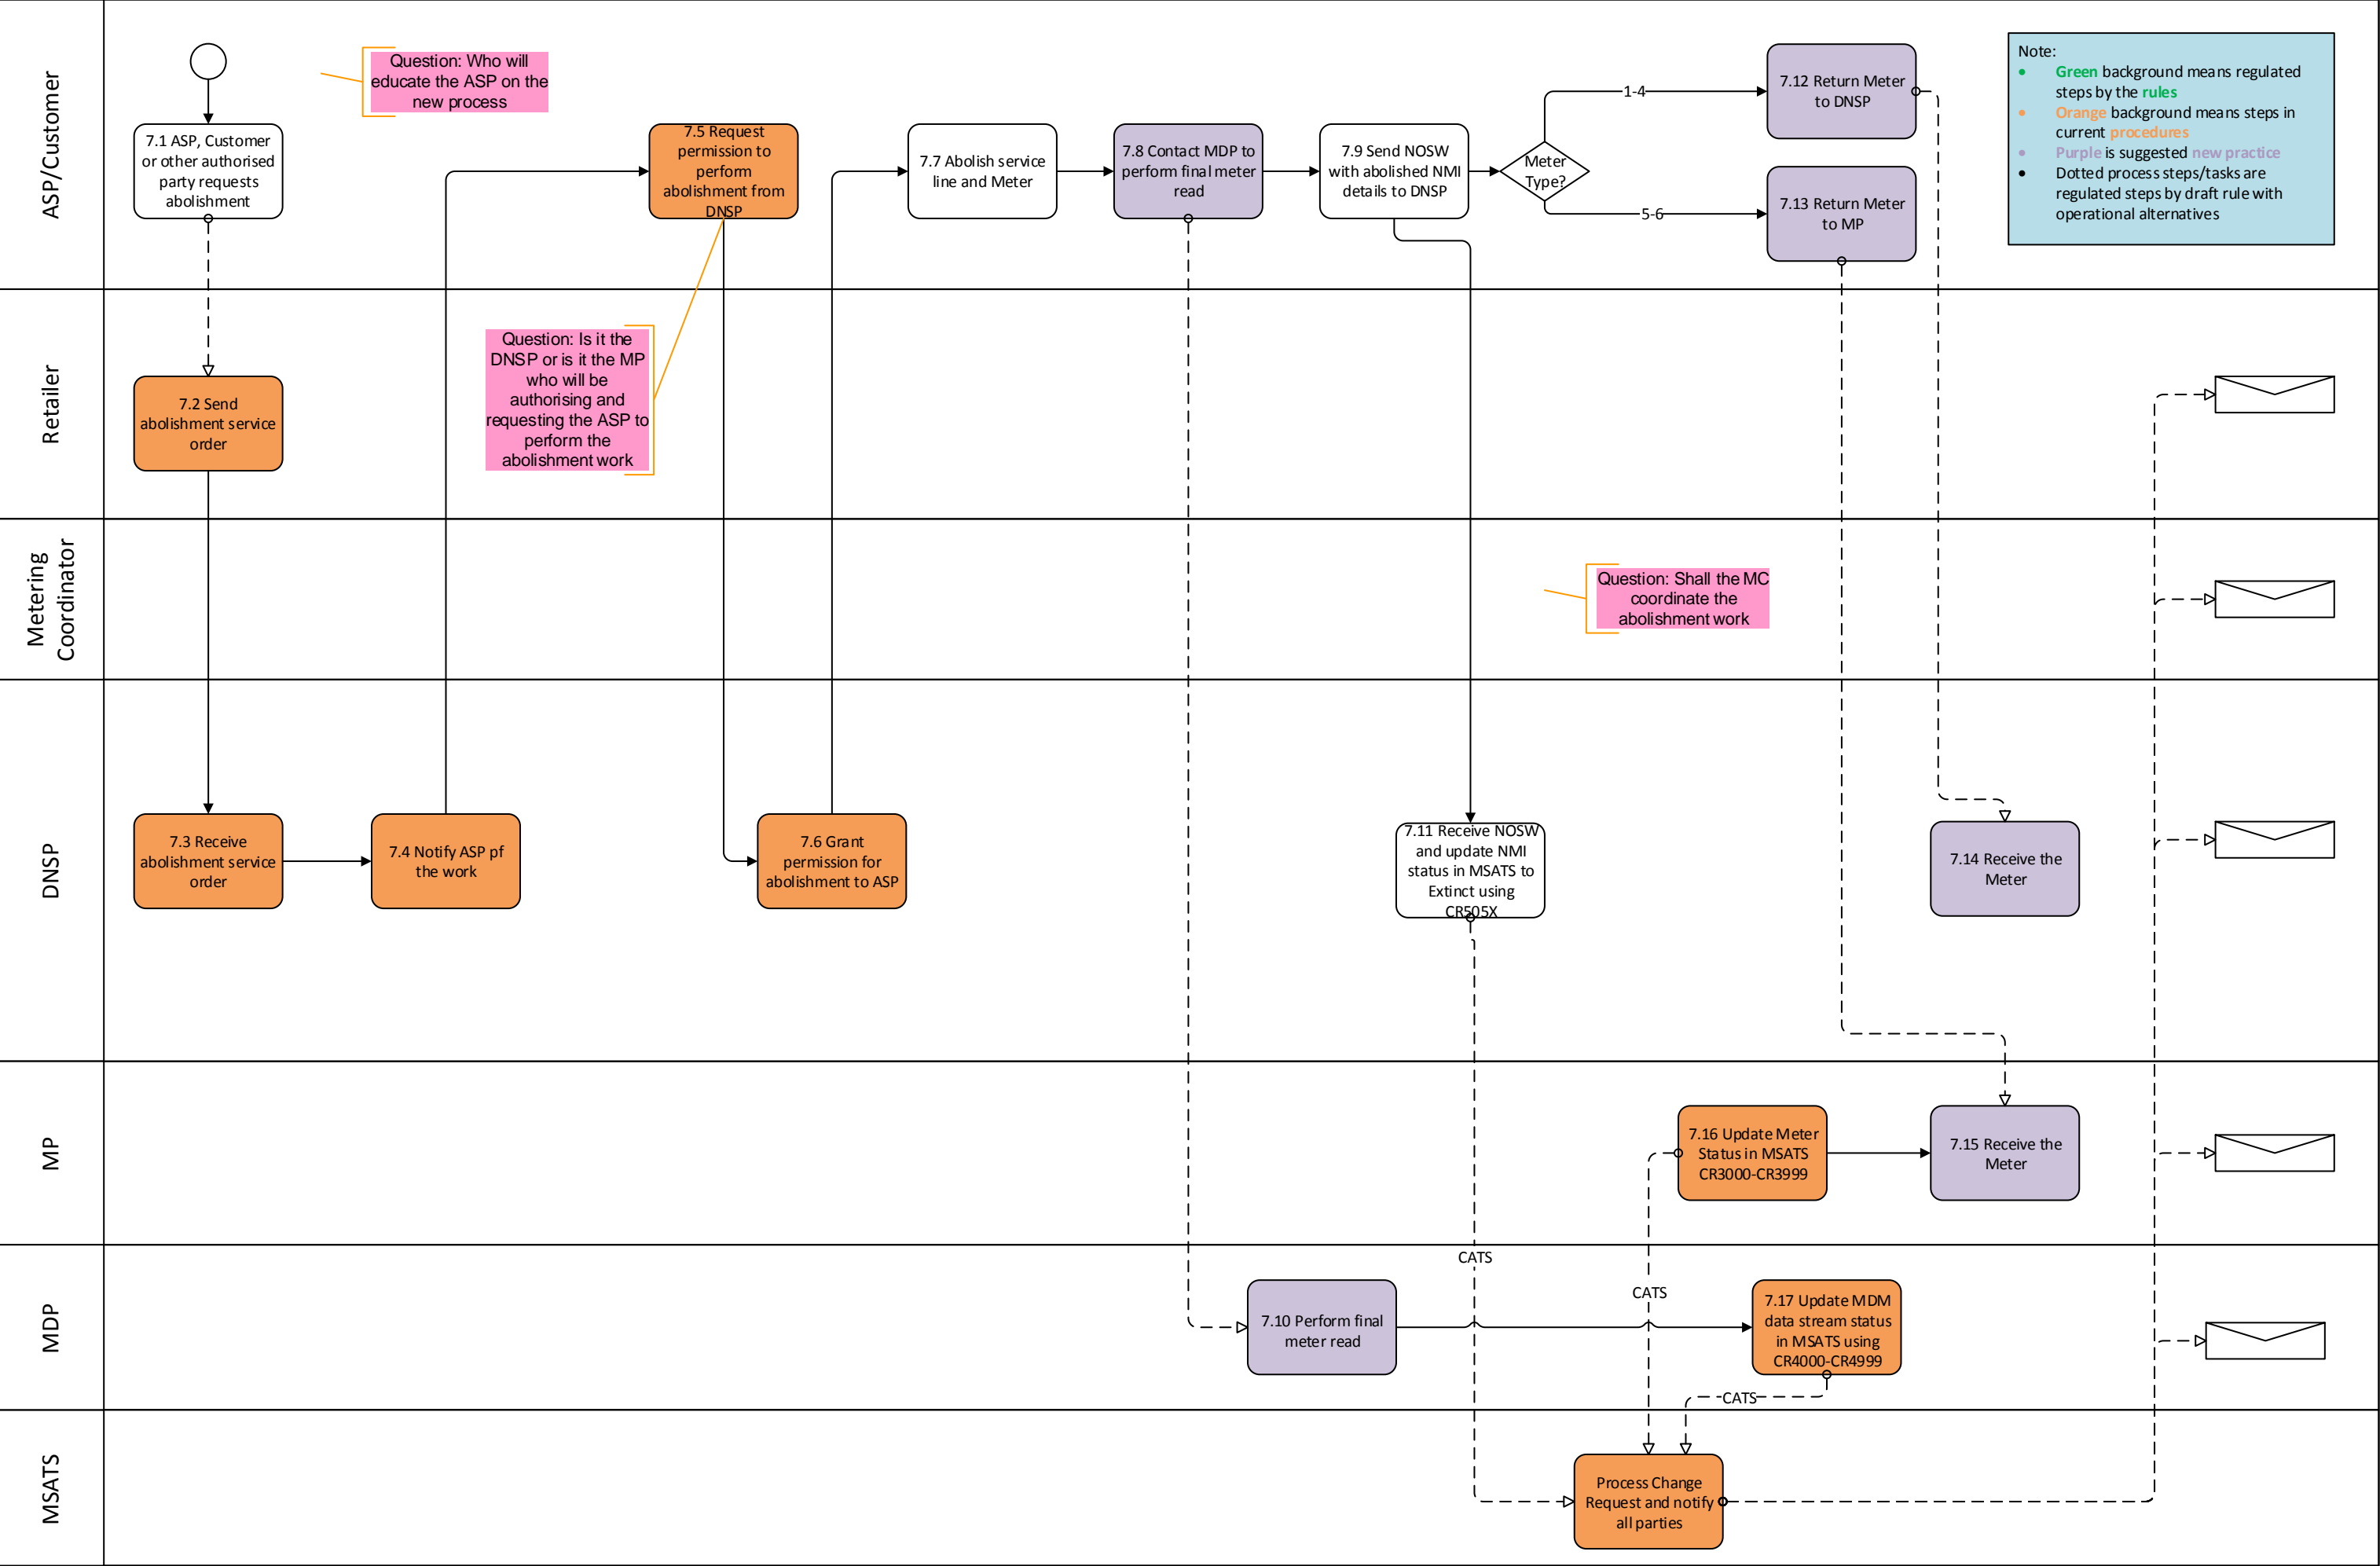 ASP/Customer
Question: Who will
educate the ASP on the
new process
7.1 ASP, Customer
or other authorised
party requests
abolishment
7.5 Request
permission to
perform
abolishment from
DNSP
7.7 Abolish service
line and Meter
7.8 Contact MDP to
perform final meter
read
7.9 Send NOSW
with abolished NMI
details to DNSP
Meter
Type?
1-4
5-6
7.12 Return Meter
to DNSP
7.13 Return Meter
to MP
Note:
• Green background means regulated
steps by the rules
• Orange background means steps in
current procedures
• Purple is suggested new practice
• Dotted process steps/tasks are
regulated steps by draft rule with
operational alternatives
Retailer
7.2 Send
abolishment service
order
Question: Is it the
DNSP or is it the MP
who will be
authorising and
requesting the ASP to
perform the
abolishment work
Metering
Coordinator
Question: Shall the MC
coordinate the
abolishment work
DNSP
7.3 Receive
abolishment service
order
7.4 Notify ASP pf
the work
7.6 Grant
permission for
abolishment to ASP
7.11 Receive NOSW
and update NMI
status in MSATS to
Extinct using
CR505X
7.14 Receive the
Meter
MP
7.16 Update Meter
Status in MSATS
CR3000-CR3999
7.15 Receive the
Meter
MDP
CATS
CATS
7.10 Perform final
meter read
7.17 Update MDM
data stream status
in MSATS using
CR4000-CR4999
CATS
MSATS
Process Change
Request and notify
all parties